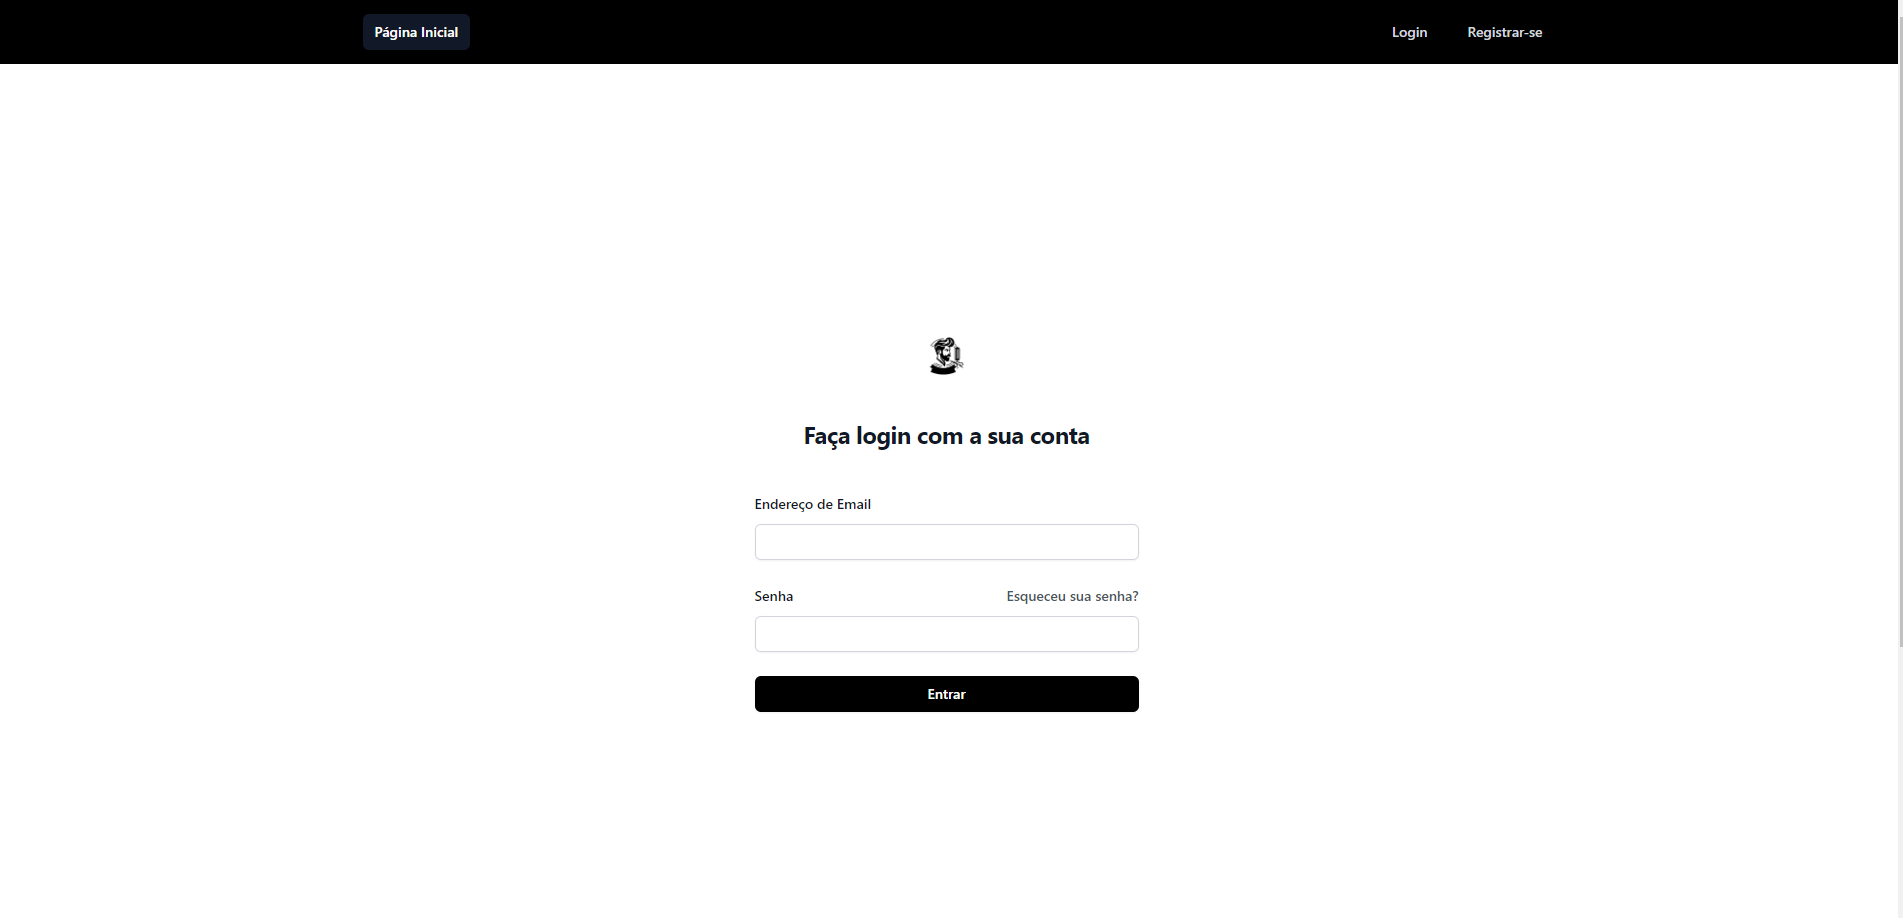 Página Inicial
Login
Registrar-se
Faça login com a sua conta
Endereço de Email
Senha
Esqueceu sua senha?
Entrar